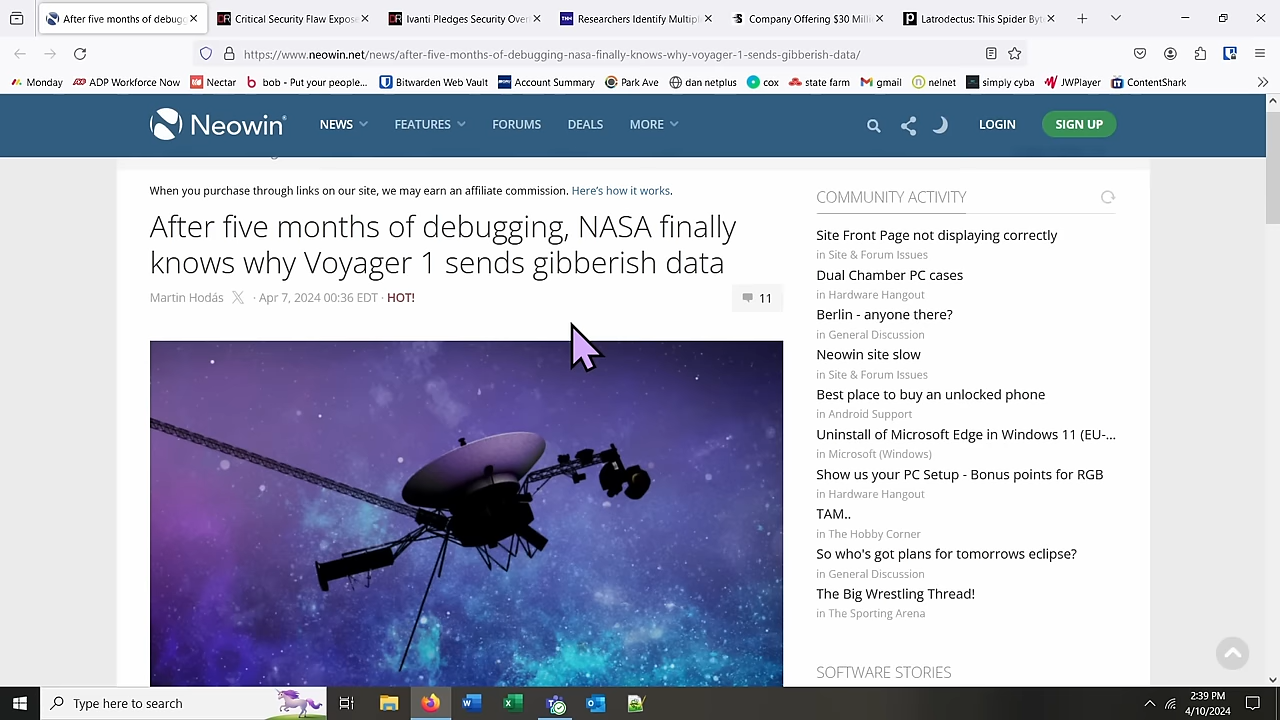 After five months of debugg
Critical Security Flaw Expose
Ivanti Pledges Security Over
Researchers Identify Multipl
Company Offering $30 Mil
Latrodectus: This Spider Byt
https://www.neowin.net/news/after-five-months-of-debugging-nasa-finally-knows-why-voyager-1-sends-gibberish-data/
Monday
ADP Workforce Now
Nectar
bob - Put your people...
Bitwarden Web Vault
Account Summary
Park Ave
dan netplus
cox
state farm
gmail
nelnet
simply cyba
JWPlayer
ContentShark
Neowin
NEWS
FEATURES
FORUMS
DEALS
MORE
LOGIN
SIGN UP
When you purchase through links on our site, we may earn an affiliate commission. Here's how it works.
After five months of debugging, NASA finally
knows why Voyager 1 sends gibberish data
Martin Hodás · Apr 7, 2024 00:36 EDT · HOT!
11
COMMUNITY ACTIVITY
Site Front Page not displaying correctly
in Site & Forum Issues
Dual Chamber PC cases
in Hardware Hangout
Berlin - anyone there?
in General Discussion
Neowin site slow
in Site & Forum Issues
Best place to buy an unlocked phone
in Android Support
Uninstall of Microsoft Edge in Windows 11 (EU-...
in Microsoft (Windows)
Show us your PC Setup - Bonus points for RGB
in Hardware Hangout
TAM..
in The Hobby Corner
So who's got plans for tomorrows eclipse?
in General Discussion
The Big Wrestling Thread!
in The Sporting Arena
SOFTWARE STORIES
Type here to search
2:39 PM
4/10/2024